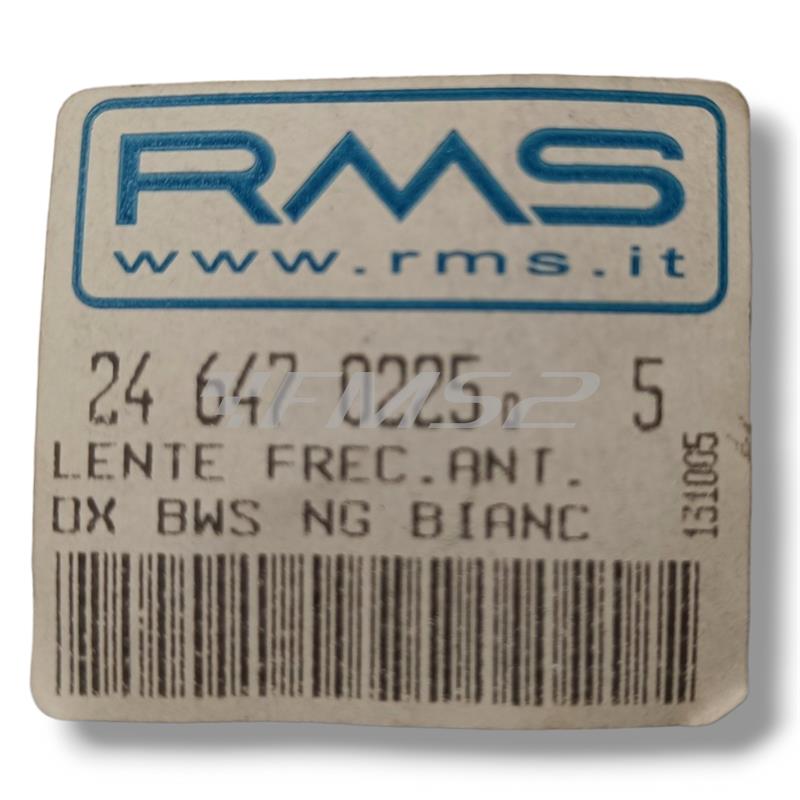 RMS
www.rms.it
24 647 0225 5
LENTE FREC.ANT.
DX BWS NG BIANC
131005